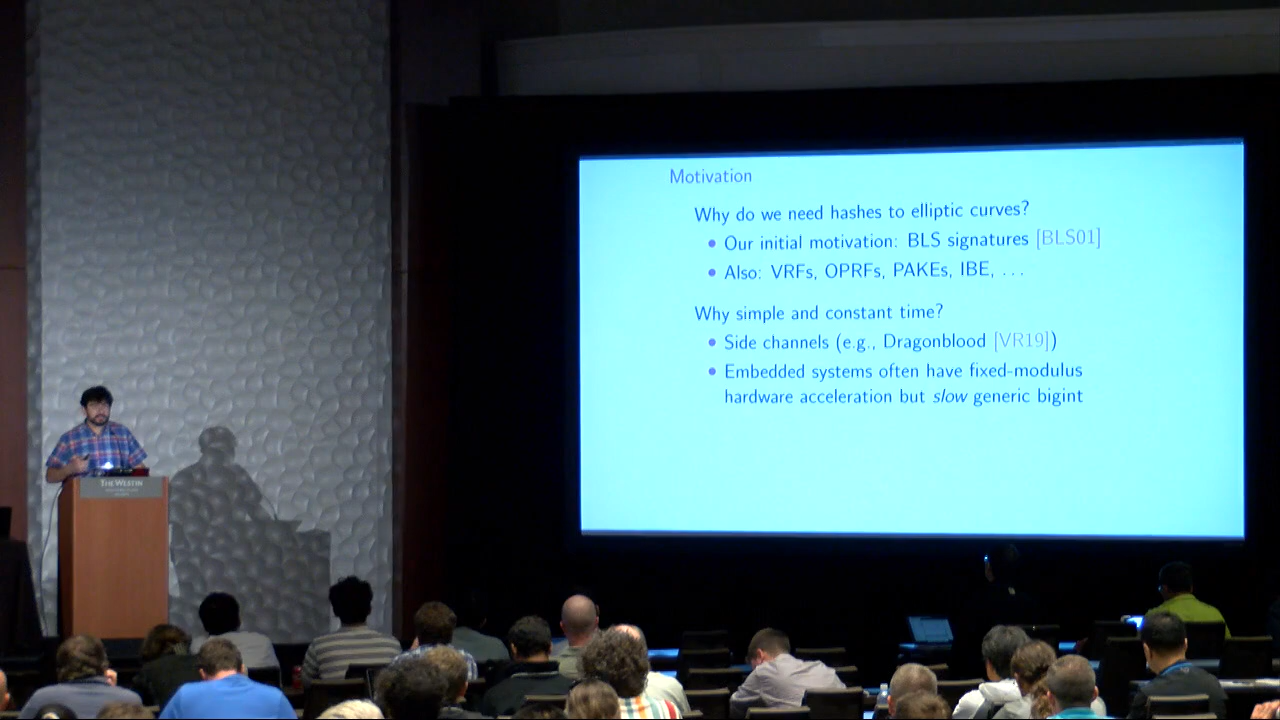 Motivation
Why do we need hashes to elliptic curves?
• Our initial motivation: BLS signatures [BLS01]
• Also: VRFs, OPRFs, PAKEs, IBE, . . .
Why simple and constant time?
• Side channels (e.g., Dragonblood [VR19])
• Embedded systems often have fixed-modulus
hardware acceleration but slow generic bigint
THE WESTIN